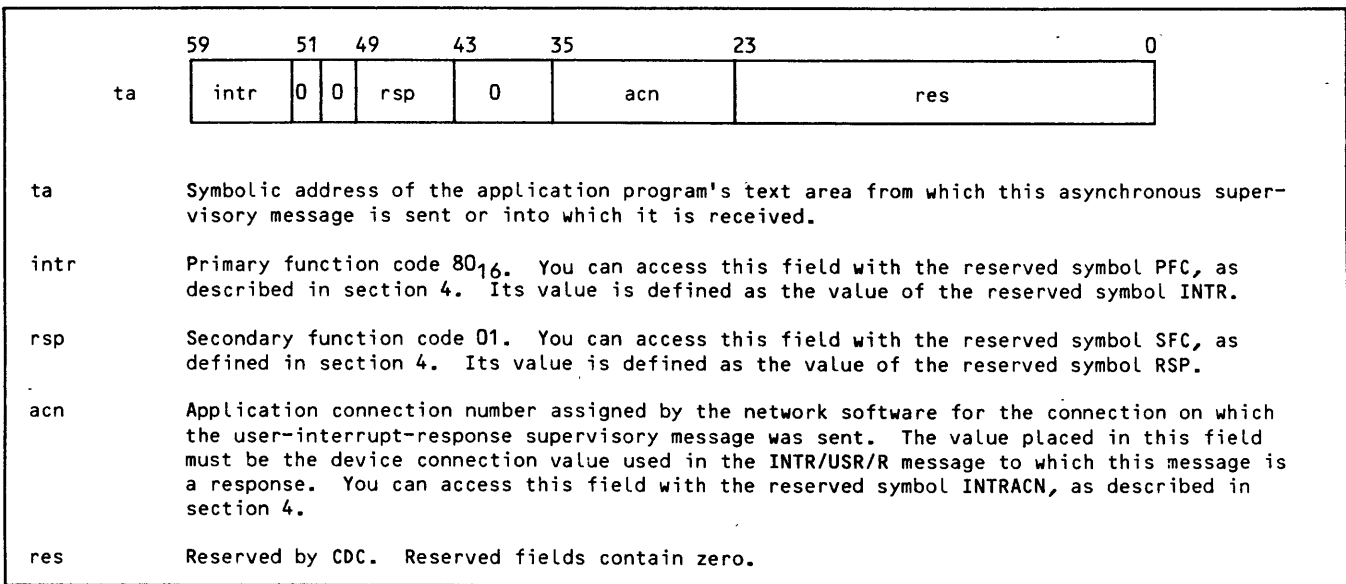 59 51 49 43 35 23 0
ta intr 0 0 rsp 0 acn res
ta Symbolic address of the application program's text area from which this asynchronous super-
visory message is sent or into which it is received.
intr Primary function code 80₁₆. You can access this field with the reserved symbol PFC, as
described in section 4. Its value is defined as the value of the reserved symbol INTR.
rsp Secondary function code 01. You can access this field with the reserved symbol SFC, as
defined in section 4. Its value is defined as the value of the reserved symbol RSP.
acn Application connection number assigned by the network software for the connection on which
the user-interrupt-response supervisory message was sent. The value placed in this field
must be the device connection value used in the INTR/USR/R message to which this message is
a response. You can access this field with the reserved symbol INTRACN, as described in
section 4.
res Reserved by CDC. Reserved fields contain zero.